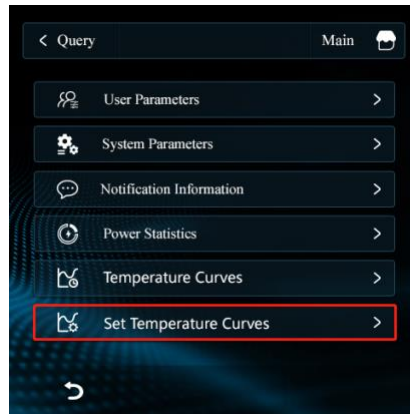 Query
Main
User Parameters
System Parameters
Notification Information
Power Statistics
Temperature Curves
Set Temperature Curves